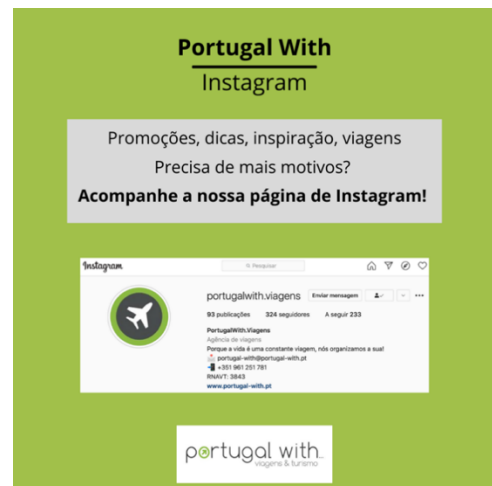 Portugal With
Instagram
Promoções, dicas, inspiração, viagens
Precisa de mais motivos?
Acompanhe a nossa página de Instagram!
Instagram
Pesquisar
portugalwith.viagens Enviar mensagem
93 publicações 324 seguidores A seguir 233
PortugalWith.Viagens
Agência de viagens
Porque a vida é uma constante viagem, nós organizamos a sua!
portugal-with@portugal-with.pt
+351 961 251 781
RNAVT: 3843
www.portugal-with.pt
portugal with...
viagens & turismo